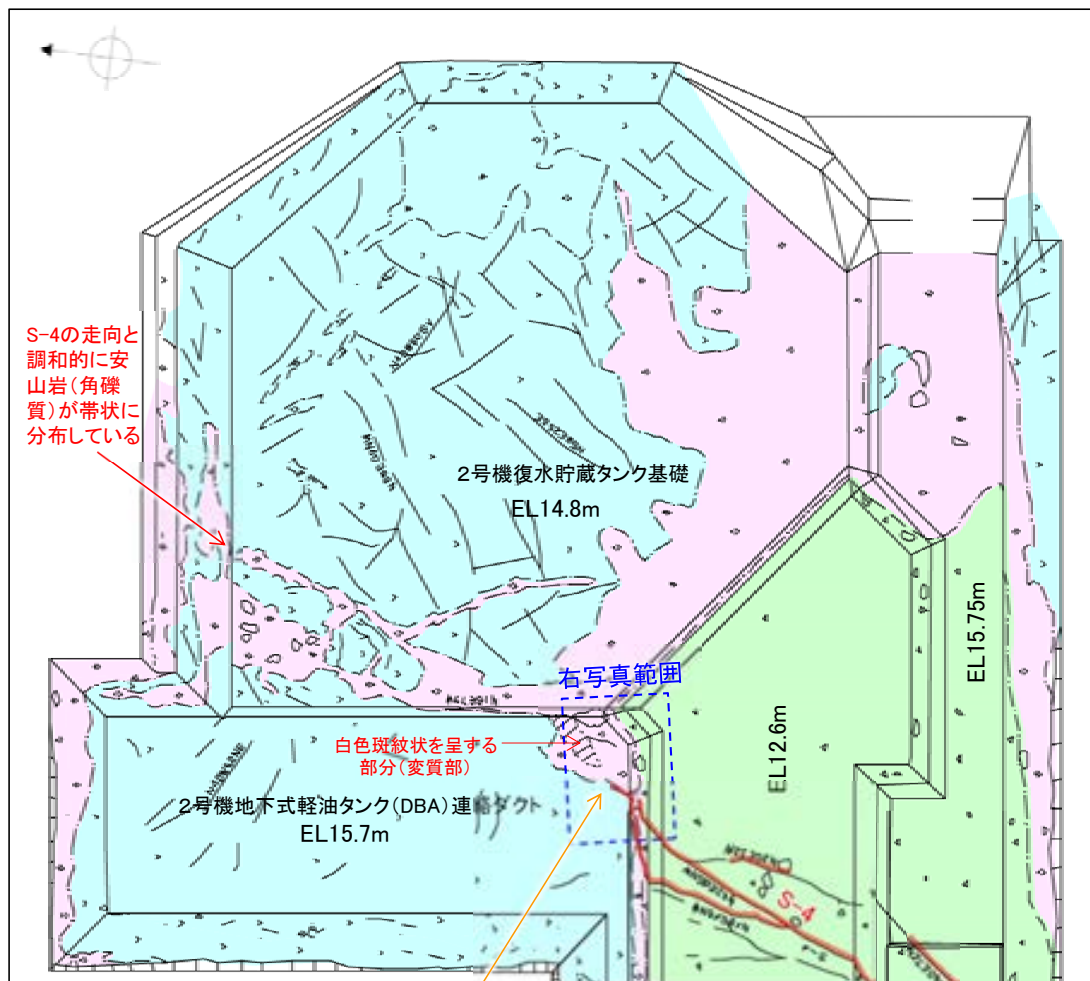 S-4の走向と
調和的に安
山岩(角礫
質)が帯状に
分布している
2号機復水貯蔵タンク基礎
EL14.8m
EL15.75m
右写真範囲
白色斑紋状を呈する
部分(変質部)
EL12.6m
2号機地下式軽油タンク(DBA)連絡ダクト
EL15.7m
S-4